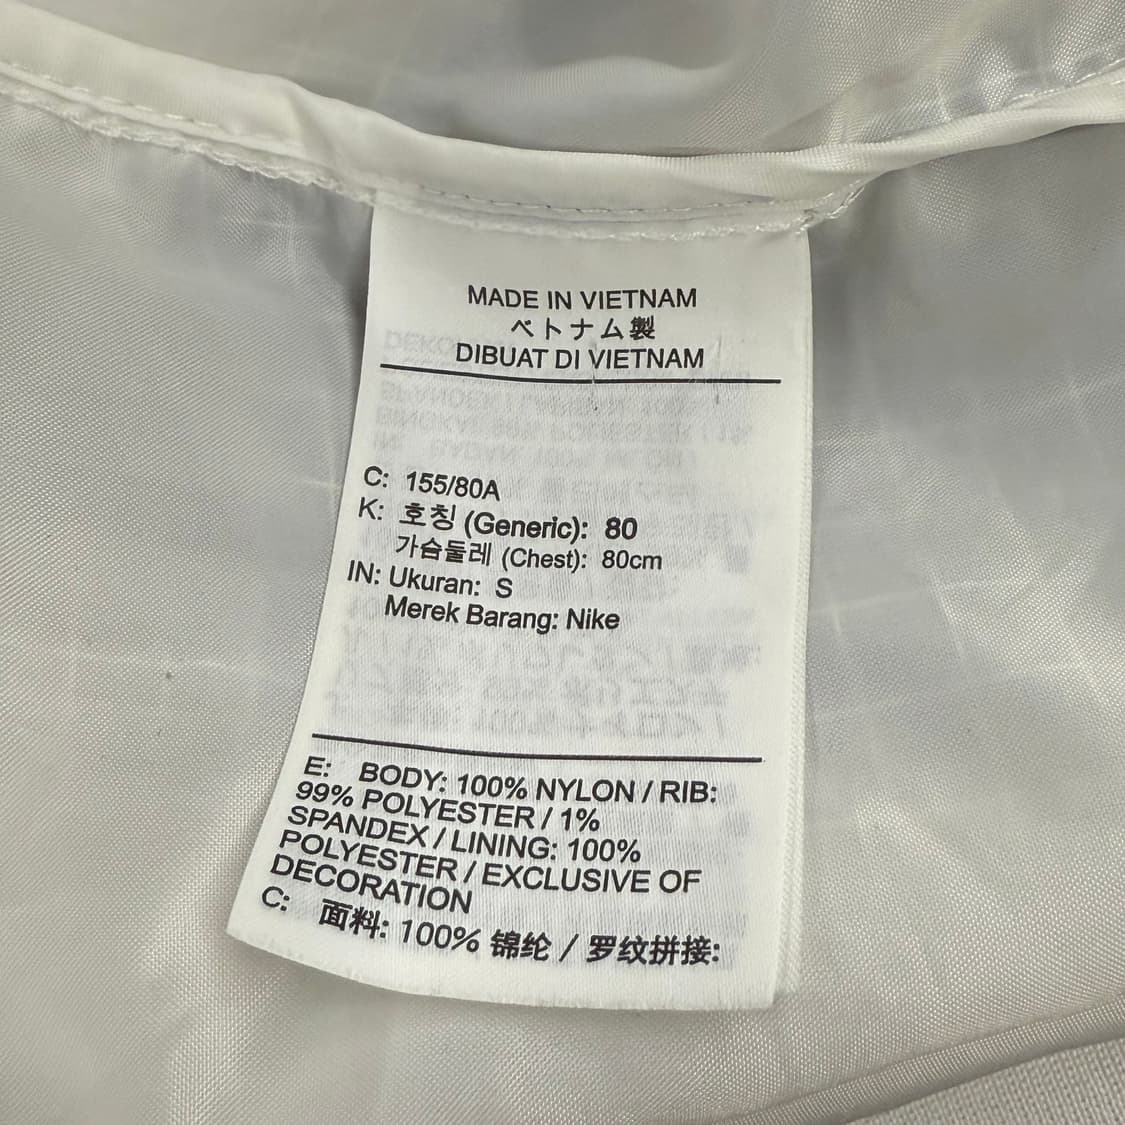 MADE IN VIETNAM
ベトナム製
DIBUAT DI VIETNAM
C: 155/80A
K: 호칭 (Generic): 80
가슴둘레 (Chest): 80cm
IN: Ukuran: S
Merek Barang: Nike
E: BODY: 100% NYLON / RIB:
99% POLYESTER / 1%
SPANDEX / LINING: 100%
POLYESTER / EXCLUSIVE OF
DECORATION
C: 面料: 100% 锦纶 / 罗纹拼接: